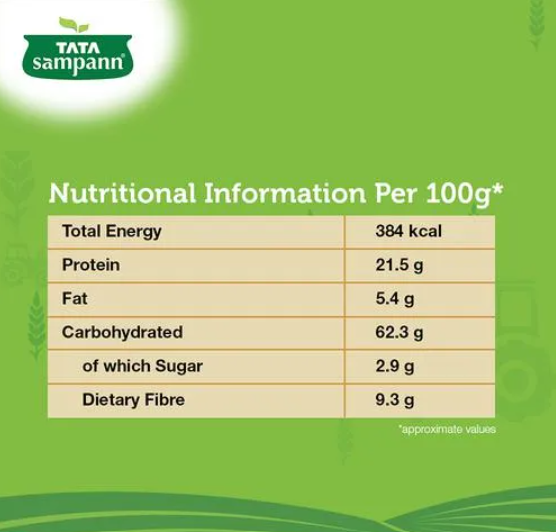 TATA
sampann®
Nutritional Information Per 100g*
Total Energy 384 kcal
Protein 21.5 g
Fat 5.4 g
Carbohydrated 62.3 g
of which Sugar 2.9 g
Dietary Fibre 9.3 g
*approximate values